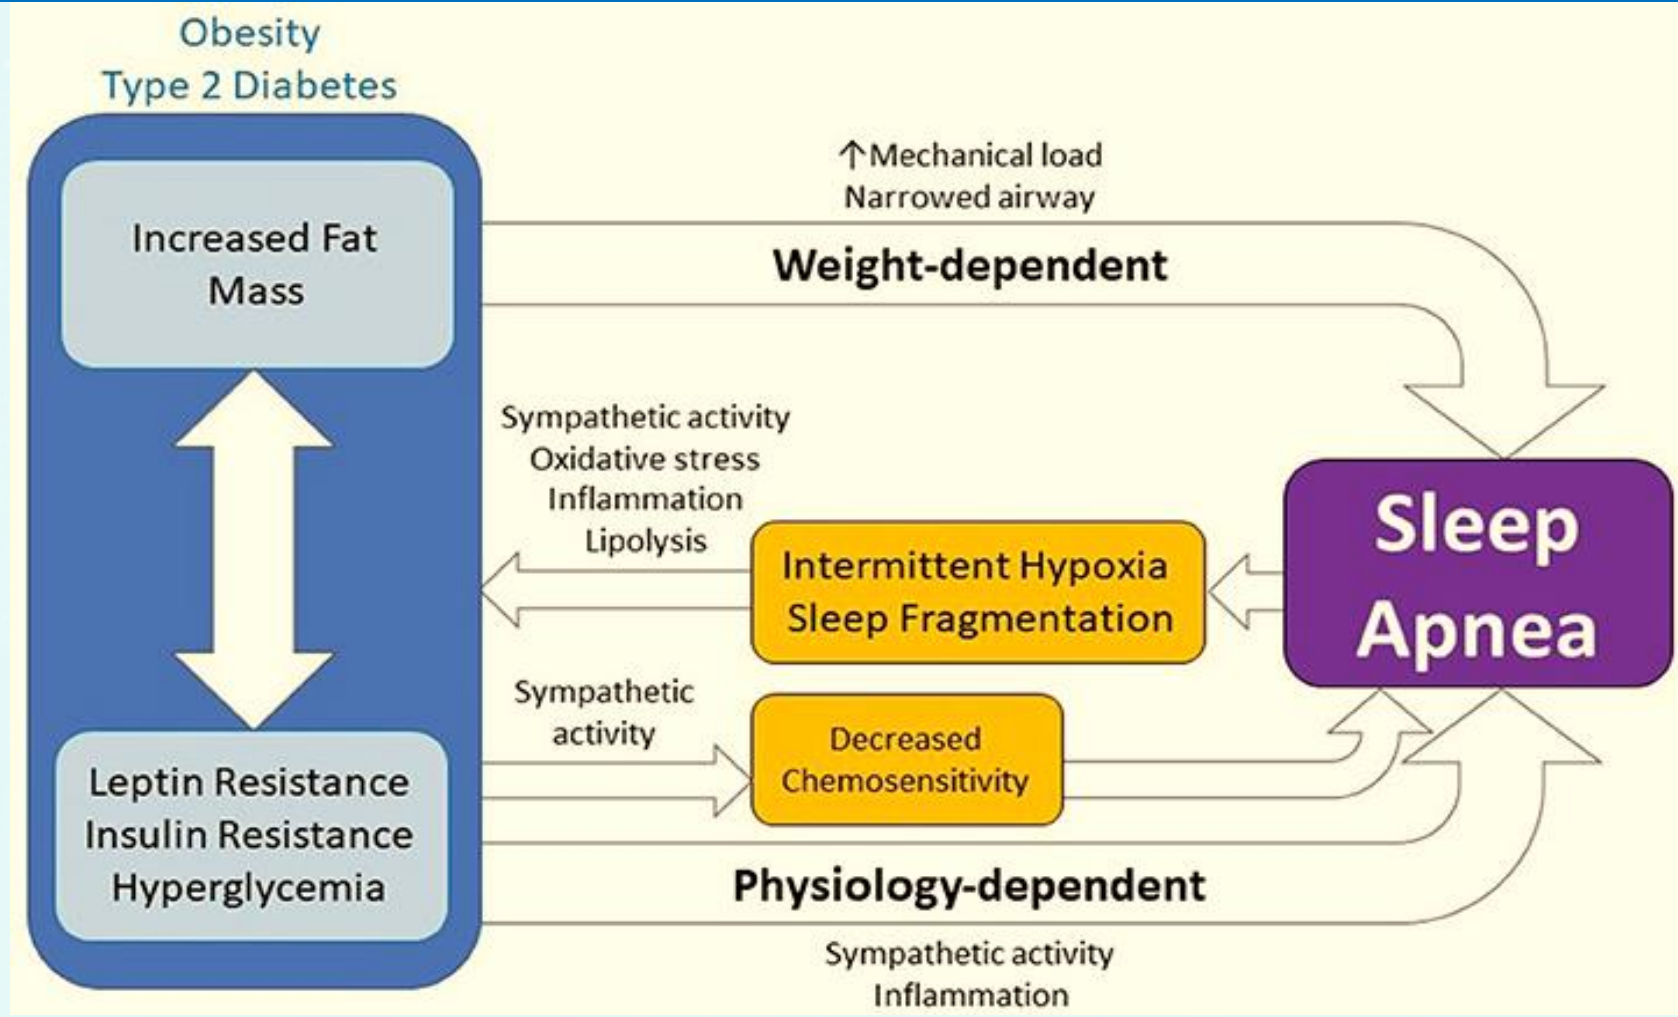 Obesity
Type 2 Diabetes
Increased Fat
Mass
↑Mechanical load
Narrowed airway
Weight-dependent
Sympathetic activity
Oxidative stress
Inflammation
Lipolysis
Intermittent Hypoxia
Sleep Fragmentation
Sleep
Apnea
Sympathetic
activity
Decreased
Chemosensitivity
Leptin Resistance
Insulin Resistance
Hyperglycemia
Physiology-dependent
Sympathetic activity
Inflammation